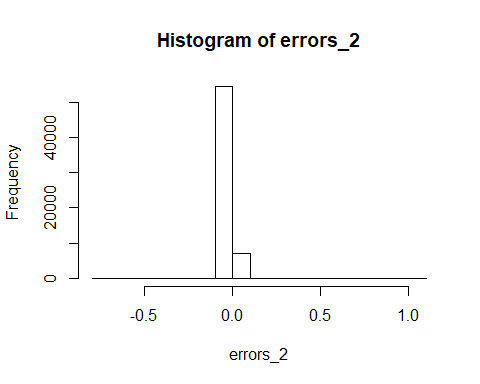 Histogram of errors_2
Frequency
40000
20000
0
-0.5 0.0 0.5 1.0
errors_2